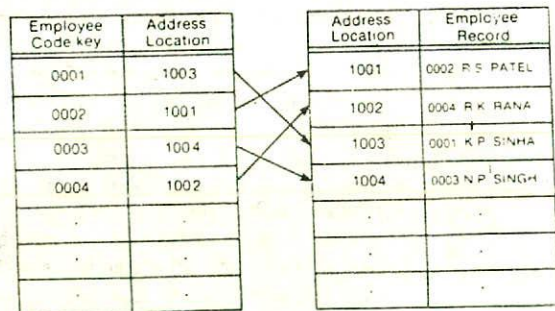 Employee Code key Address Location
0001 1003
0002 1001
0003 1004
0004 1002
. .
. .
. .
Address Location Employee Record
1001 0002 R S PATEL
1002 0004 R K RANA
1003 0001 K P SINHA
1004 0003 N P SINGH
. .
. .
. .